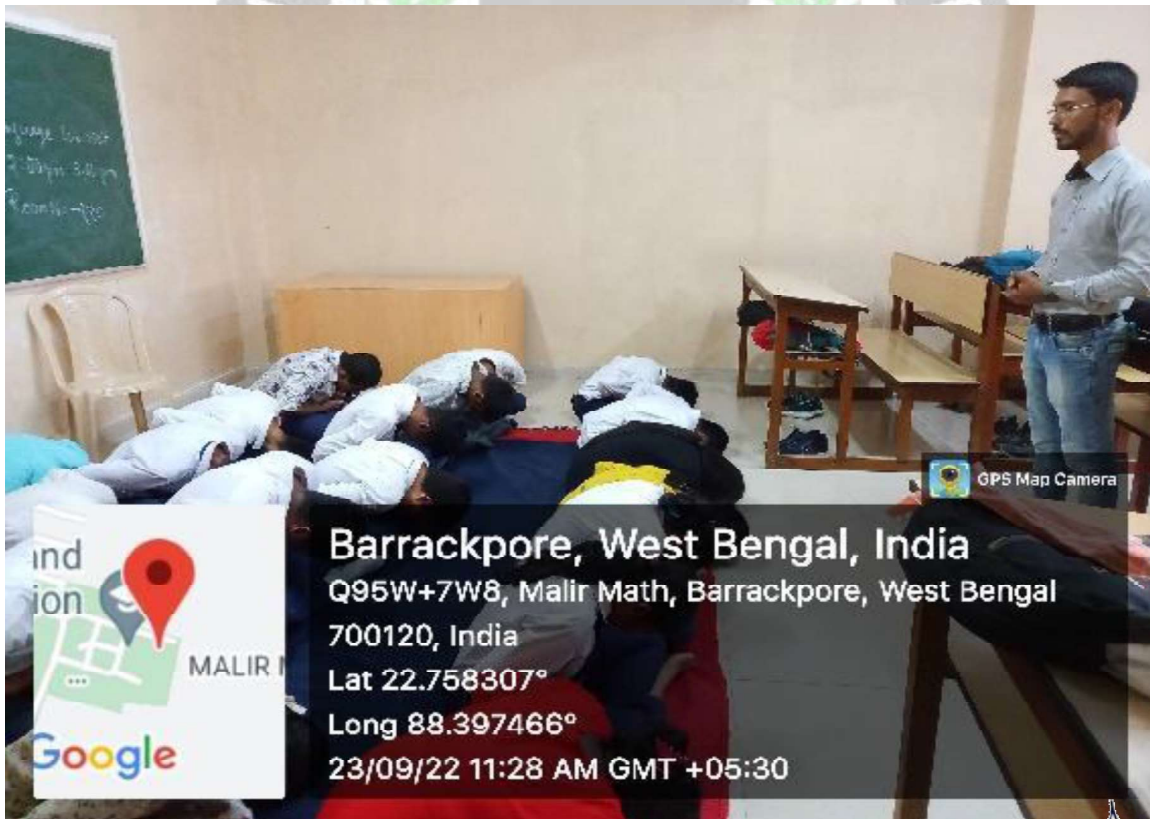 GPS Map Camera
Barrackpore, West Bengal, India
Q95W+7W8, Malir Math, Barrackpore, West Bengal
700120, India
Lat 22.758307°
Long 88.397466°
23/09/22 11:28 AM GMT +05:30
MALIR
Google